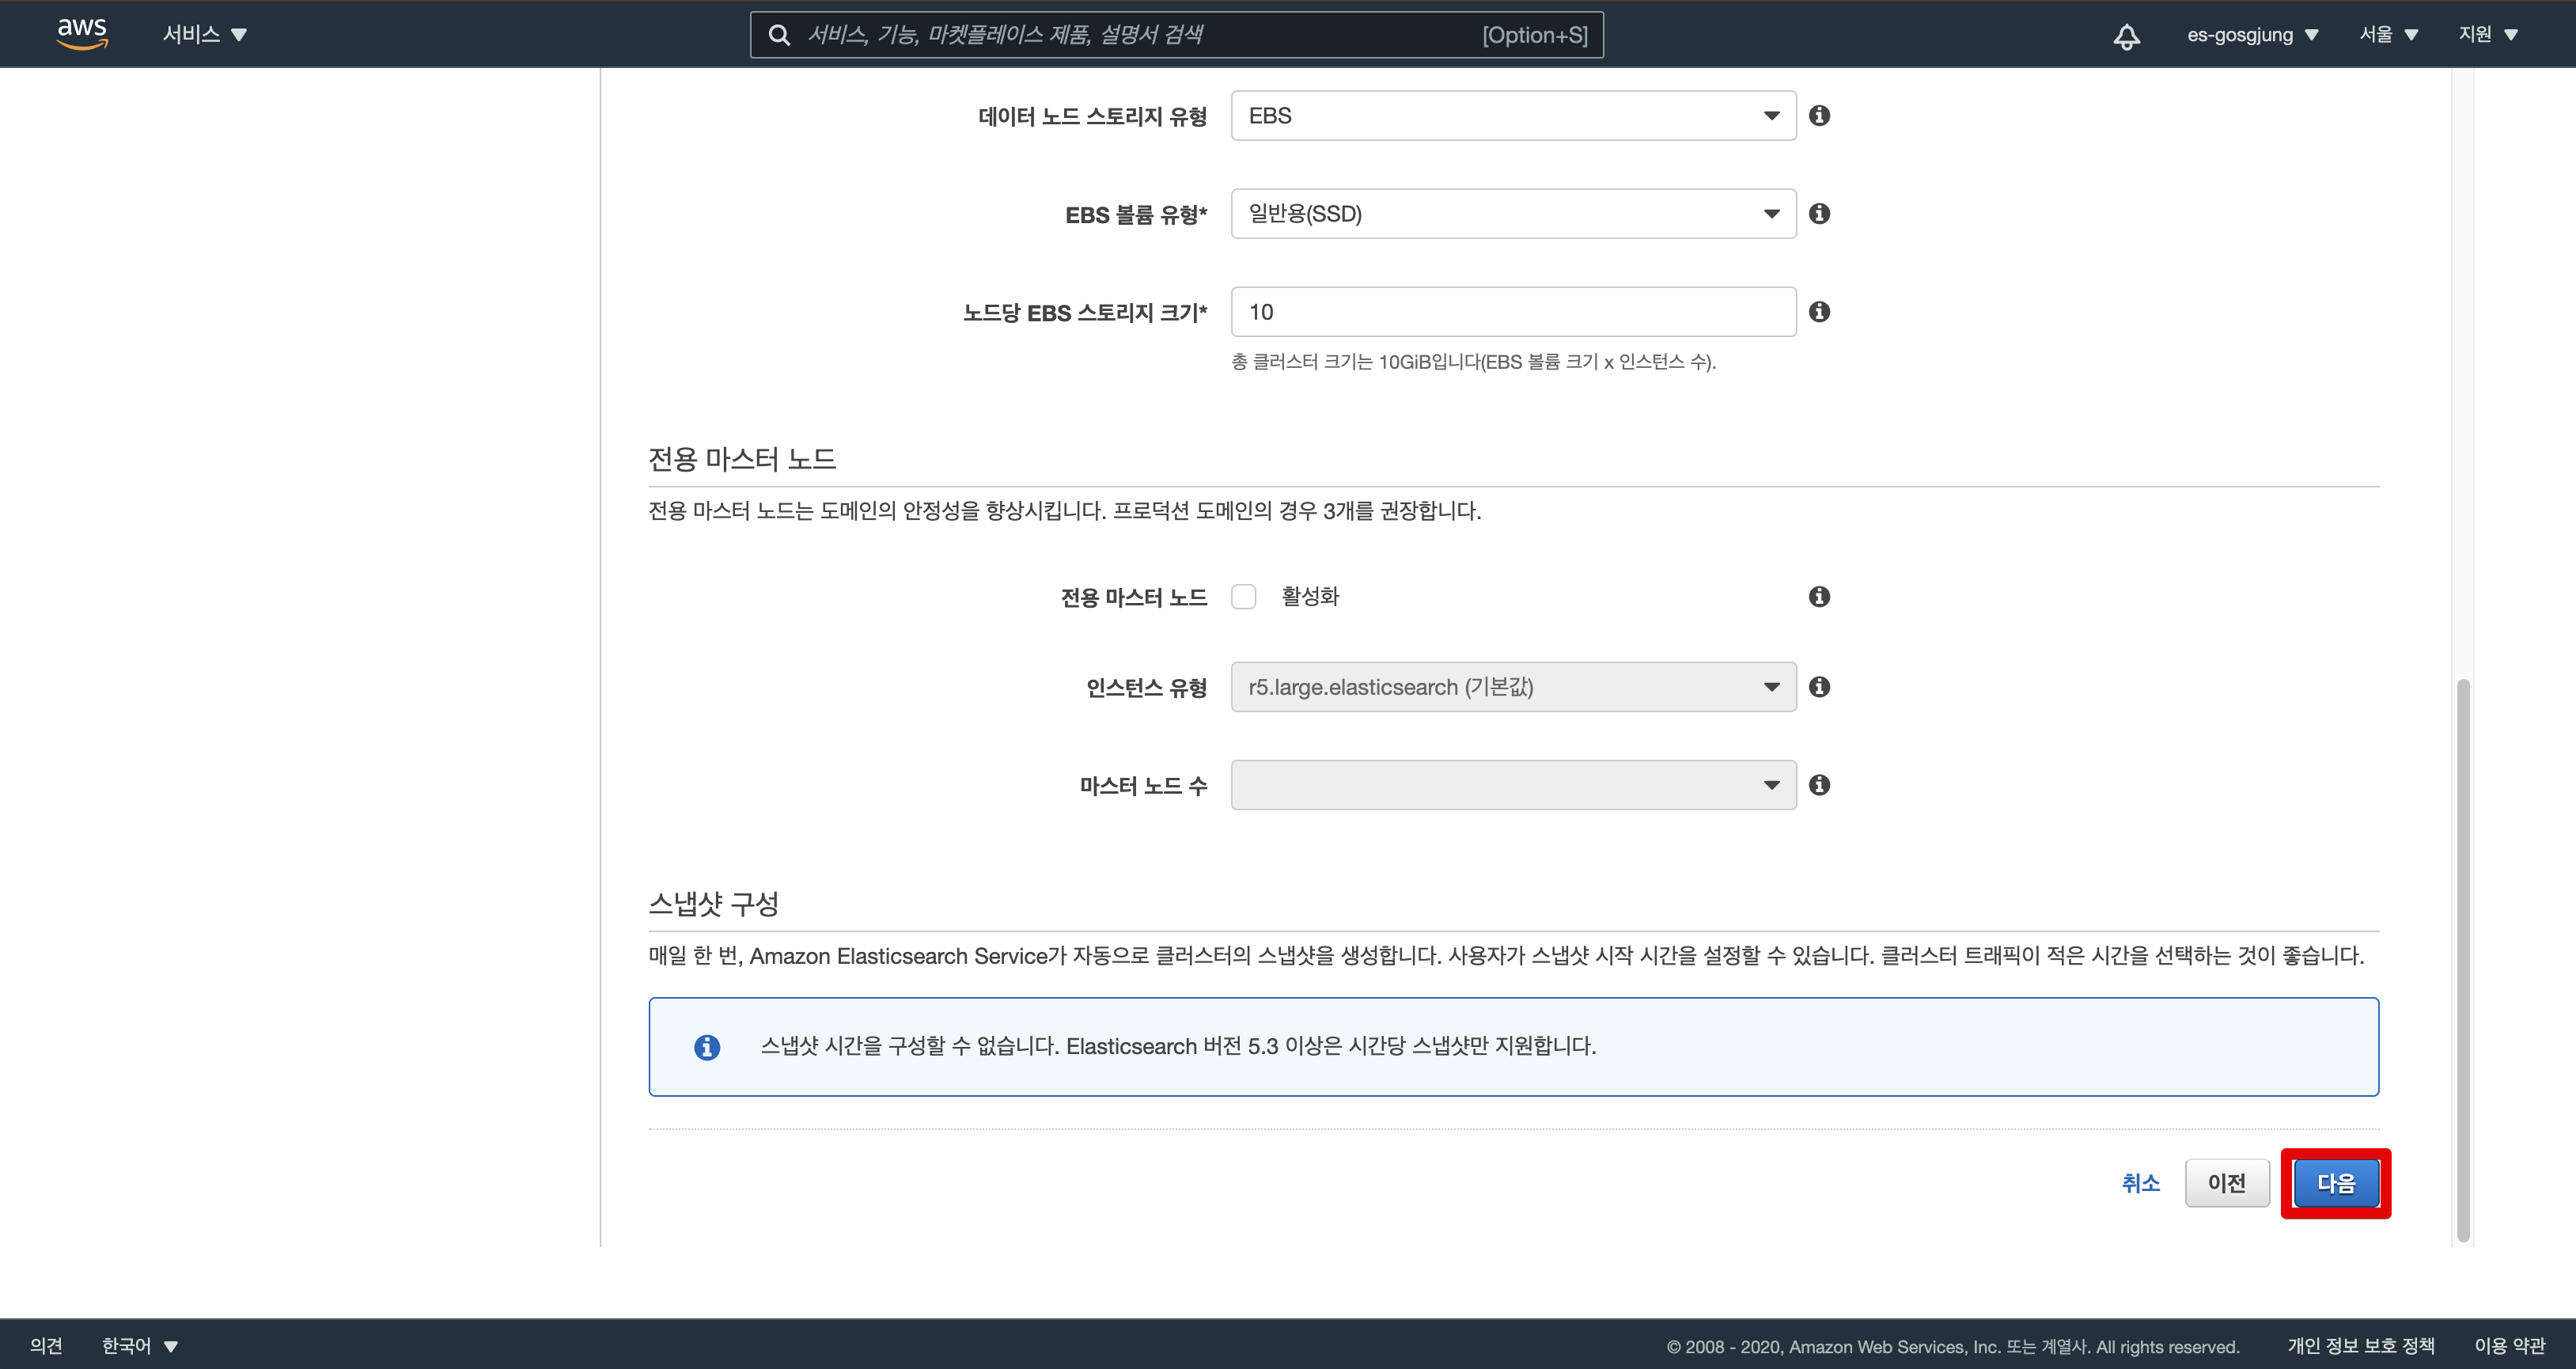 aws
서비스
서비스, 기능, 마켓플레이스 제품, 설명서 검색 [Option+S]
es-gosgjung
서울
지원
데이터 노드 스토리지 유형 EBS
EBS 볼륨 유형* 일반용(SSD)
노드당 EBS 스토리지 크기* 10
총 클러스터 크기는 10GiB입니다(EBS 볼륨 크기 x 인스턴스 수).
전용 마스터 노드
전용 마스터 노드는 도메인의 안정성을 향상시킵니다. 프로덕션 도메인의 경우 3개를 권장합니다.
전용 마스터 노드 활성화
인스턴스 유형 r5.large.elasticsearch (기본값)
마스터 노드 수
스냅샷 구성
매일 한 번, Amazon Elasticsearch Service가 자동으로 클러스터의 스냅샷을 생성합니다. 사용자가 스냅샷 시작 시간을 설정할 수 있습니다. 클러스터 트래픽이 적은 시간을 선택하는 것이 좋습니다.
스냅샷 시간을 구성할 수 없습니다. Elasticsearch 버전 5.3 이상은 시간당 스냅샷만 지원합니다.
취소
이전
다음
의견
한국어
© 2008 - 2020, Amazon Web Services, Inc. 또는 계열사. All rights reserved.
개인 정보 보호 정책
이용 약관